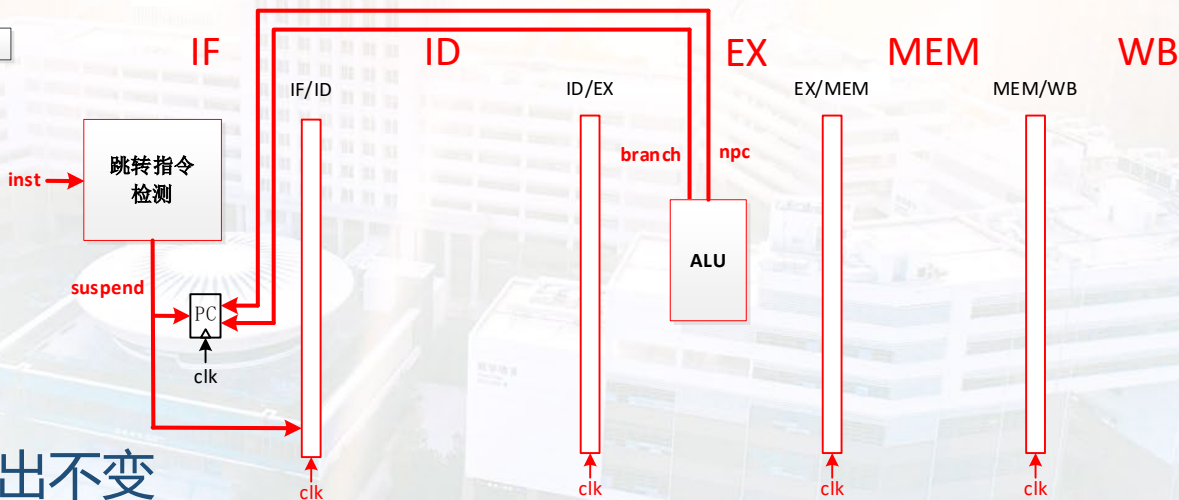 IF
ID
EX
MEM
WB
IF/ID
ID/EX
EX/MEM
MEM/WB
跳转指令
检测
inst
branch
npc
ALU
suspend
PC
clk
出不变
clk
clk
clk
clk